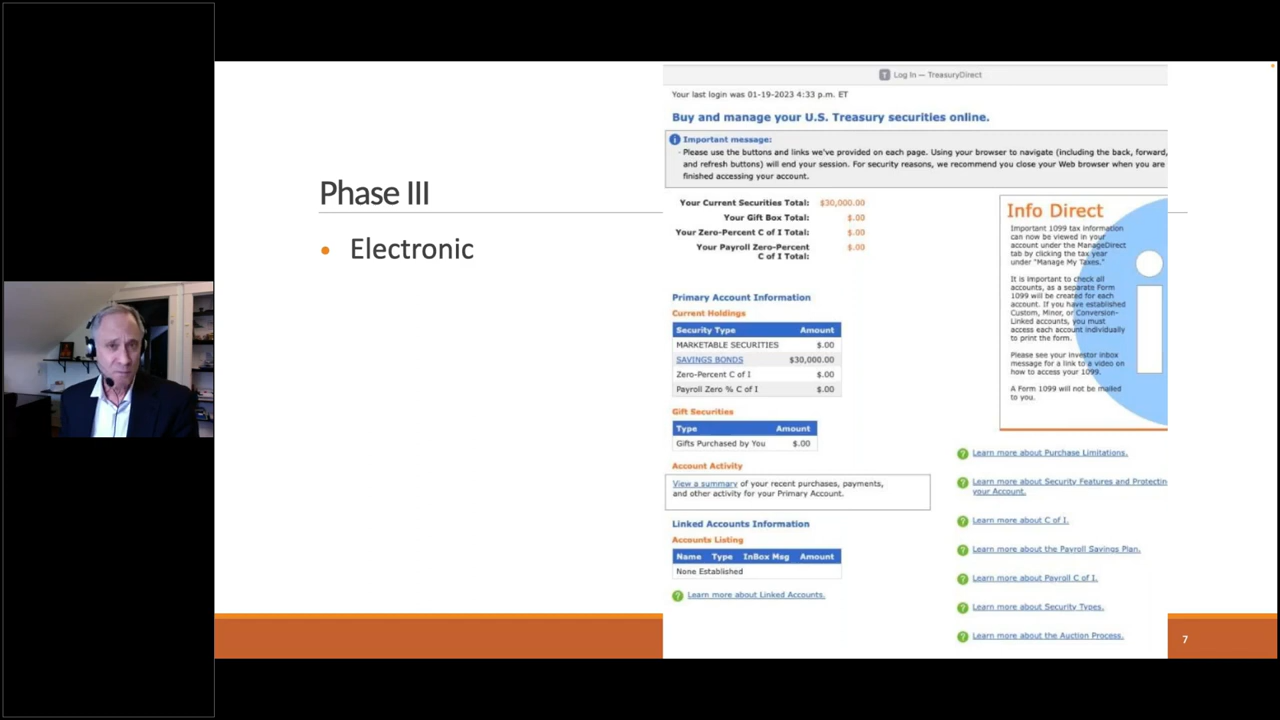 Phase III
• Electronic
Log In — TreasuryDirect
Your last login was 01-19-2023 4:33 p.m. ET
Buy and manage your U.S. Treasury securities online.
Important message:
- Please use the buttons and links we've provided on each page. Using your browser to navigate (including the back, forward,
and refresh buttons) will end your session. For security reasons, we recommend you close your Web browser when you are
finished accessing your account.
Your Current Securities Total: $30,000.00
Your Gift Box Total: $.00
Your Zero-Percent C of I Total: $.00
Your Payroll Zero-Percent $.00
C of I Total:
Primary Account Information
Current Holdings
Security Type Amount
MARKETABLE SECURITIES $.00
SAVINGS BONDS $30,000.00
Zero-Percent C of I $.00
Payroll Zero % C of I $.00
Gift Securities
Type Amount
Gifts Purchased by You $.00
Account Activity
View a summary of your recent purchases, payments,
and other activity for your Primary Account.
Linked Accounts Information
Accounts Listing
Name Type InBox Msg Amount
None Established
Learn more about Linked Accounts.
Info Direct
Important 1099 tax information
can now be viewed in your
account under the ManageDirect
tab by clicking the tax year
under "Manage My Taxes."
It is important to check all
accounts, as a separate Form
1099 will be created for each
account. If you have established
Custom, Minor, or Conversion-
Linked accounts, you must
access each account individually
to print the form.
Please see your investor inbox
message for a link to a video on
how to access your 1099.
A Form 1099 will not be mailed
to you.
Learn more about Purchase Limitations.
Learn more about Security Features and Protectin
your Account.
Learn more about C of I.
Learn more about the Payroll Savings Plan.
Learn more about Payroll C of I.
Learn more about Security Types.
Learn more about the Auction Process.
7